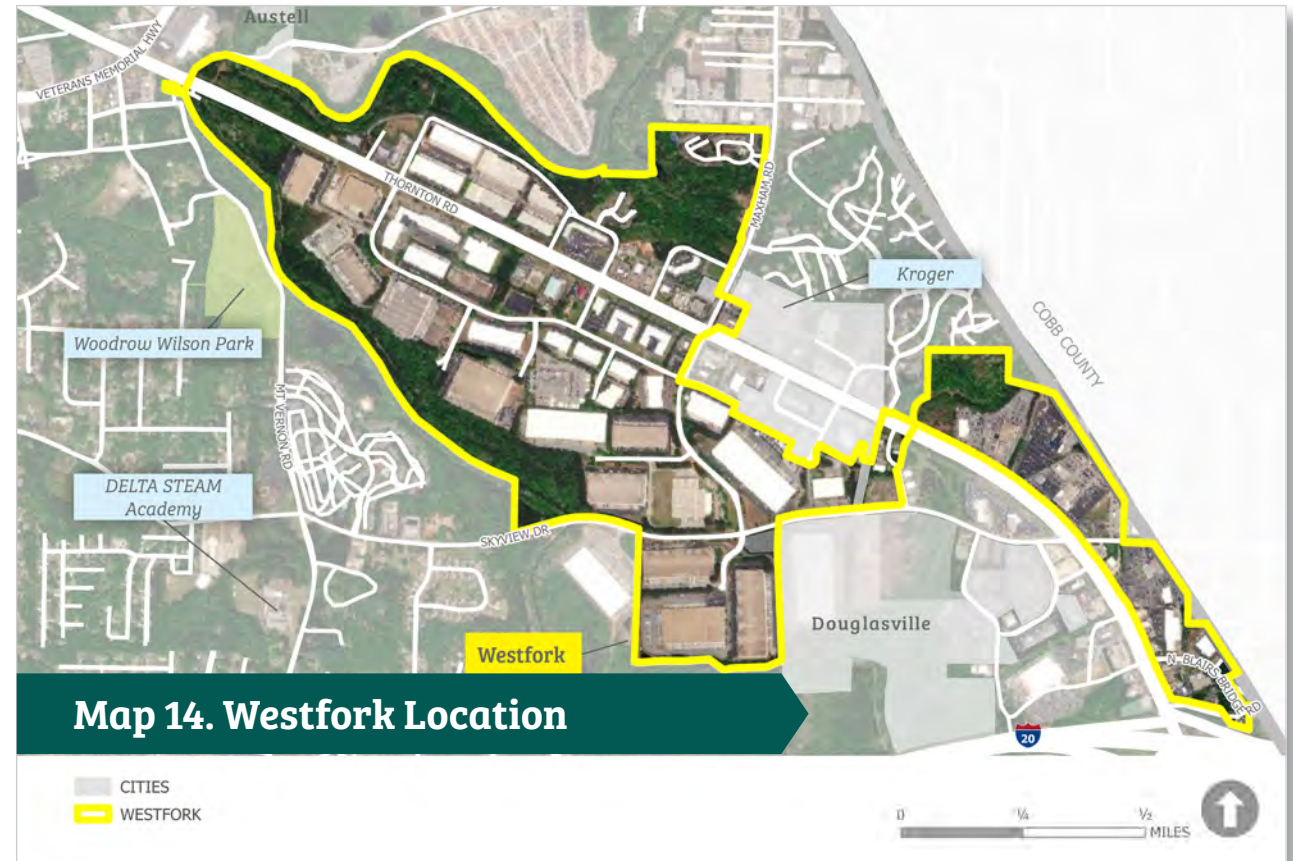 Austell
VETERANS MEMORIAL HWY
THORNTON RD
MAXHAM RD
Kroger
COBB COUNTY
Woodrow Wilson Park
MT VERNON RD
DELTA STEAM
Academy
SKYVIEW DR
Douglasville
Westfork
N BLAIRS BRIDGE RD
Map 14. Westfork Location
20
CITIES
WESTFORK
0 ¼ ½
MILES